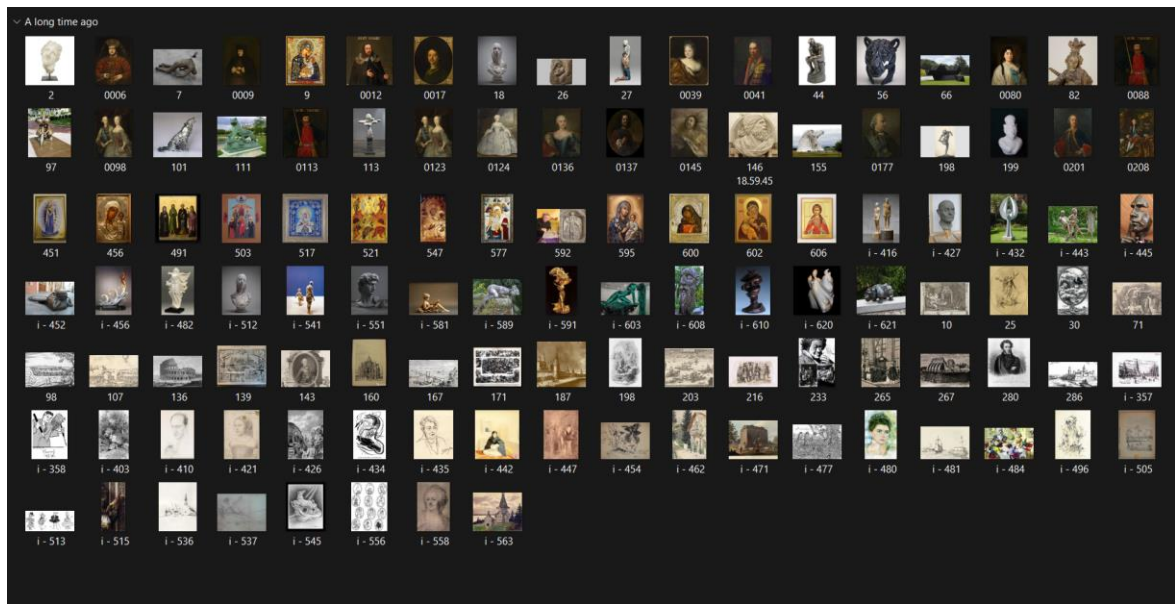 A long time ago
2 0006 7 0009 9 0012 0017 18 26 27 0039 0041 44 56 66 0080 82 0088
97 0098 101 111 0113 113 0123 0124 0136 0137 0145 146 155 0177 198 199 0201 0208
18.59.45
451 456 491 503 517 521 547 577 592 595 600 602 606 i - 416 i - 427 i - 432 i - 443 i - 445
i - 452 i - 456 i - 482 i - 512 i - 541 i - 551 i - 581 i - 589 i - 591 i - 603 i - 608 i - 610 i - 620 i - 621 10 25 30 71
98 107 136 139 143 160 167 171 187 198 203 216 233 265 267 280 286 i - 357
i - 358 i - 403 i - 410 i - 421 i - 426 i - 434 i - 435 i - 442 i - 447 i - 454 i - 462 i - 471 i - 477 i - 480 i - 481 i - 484 i - 496 i - 505
i - 513 i - 515 i - 536 i - 537 i - 545 i - 556 i - 558 i - 563